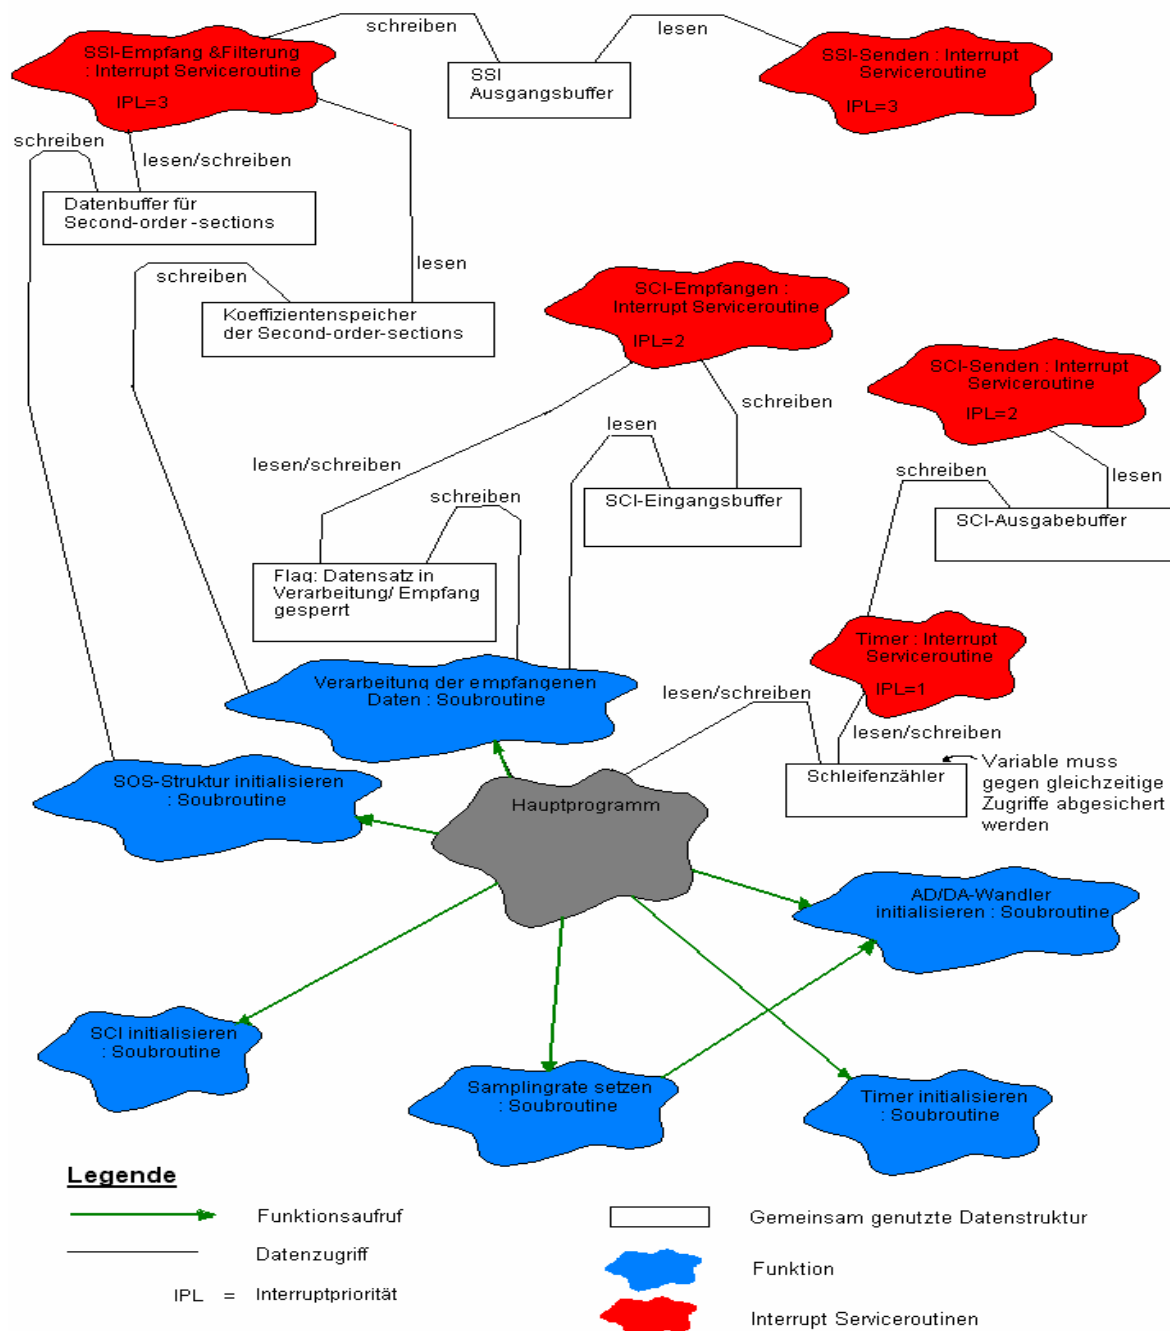 schreiben
lesen
SSI-Empfang &Filterung
: Interrupt Serviceroutine
IPL=3
SSI
Ausgangsbuffer
SSI-Senden : Interrupt
Serviceroutine
IPL=3
schreiben
lesen/schreiben
Datenbuffer für
Second-order -sections
lesen
schreiben
Koeffizientenspeicher
der Second-order-sections
SCI-Empfangen :
Interrupt Serviceroutine
IPL=2
SCI-Senden : Interrupt
Serviceroutine
IPL=2
schreiben
lesen
lesen/schreiben
schreiben
lesen
schreiben
SCI-Eingangsbuffer
SCI-Ausgabebuffer
Flag: Datensatz in
Verarbeitung/ Empfang
gesperrt
Timer : Interrupt
Serviceroutine
IPL=1
Verarbeitung der empfangenen
Daten : Soubroutine
lesen/schreiben
lesen/schreiben
Schleifenzähler
Variable muss
gegen gleichzeitige
Zugriffe abgesichert
werden
SOS-Struktur initialisieren
: Soubroutine
Hauptprogramm
AD/DA-Wandler
initialisieren : Soubroutine
SCI initialisieren
: Soubroutine
Samplingrate setzen
: Soubroutine
Timer initialisieren
: Soubroutine
Legende
Funktionsaufruf
Datenzugriff
IPL = Interruptpriorität
Gemeinsam genutzte Datenstruktur
Funktion
Interrupt Serviceroutinen